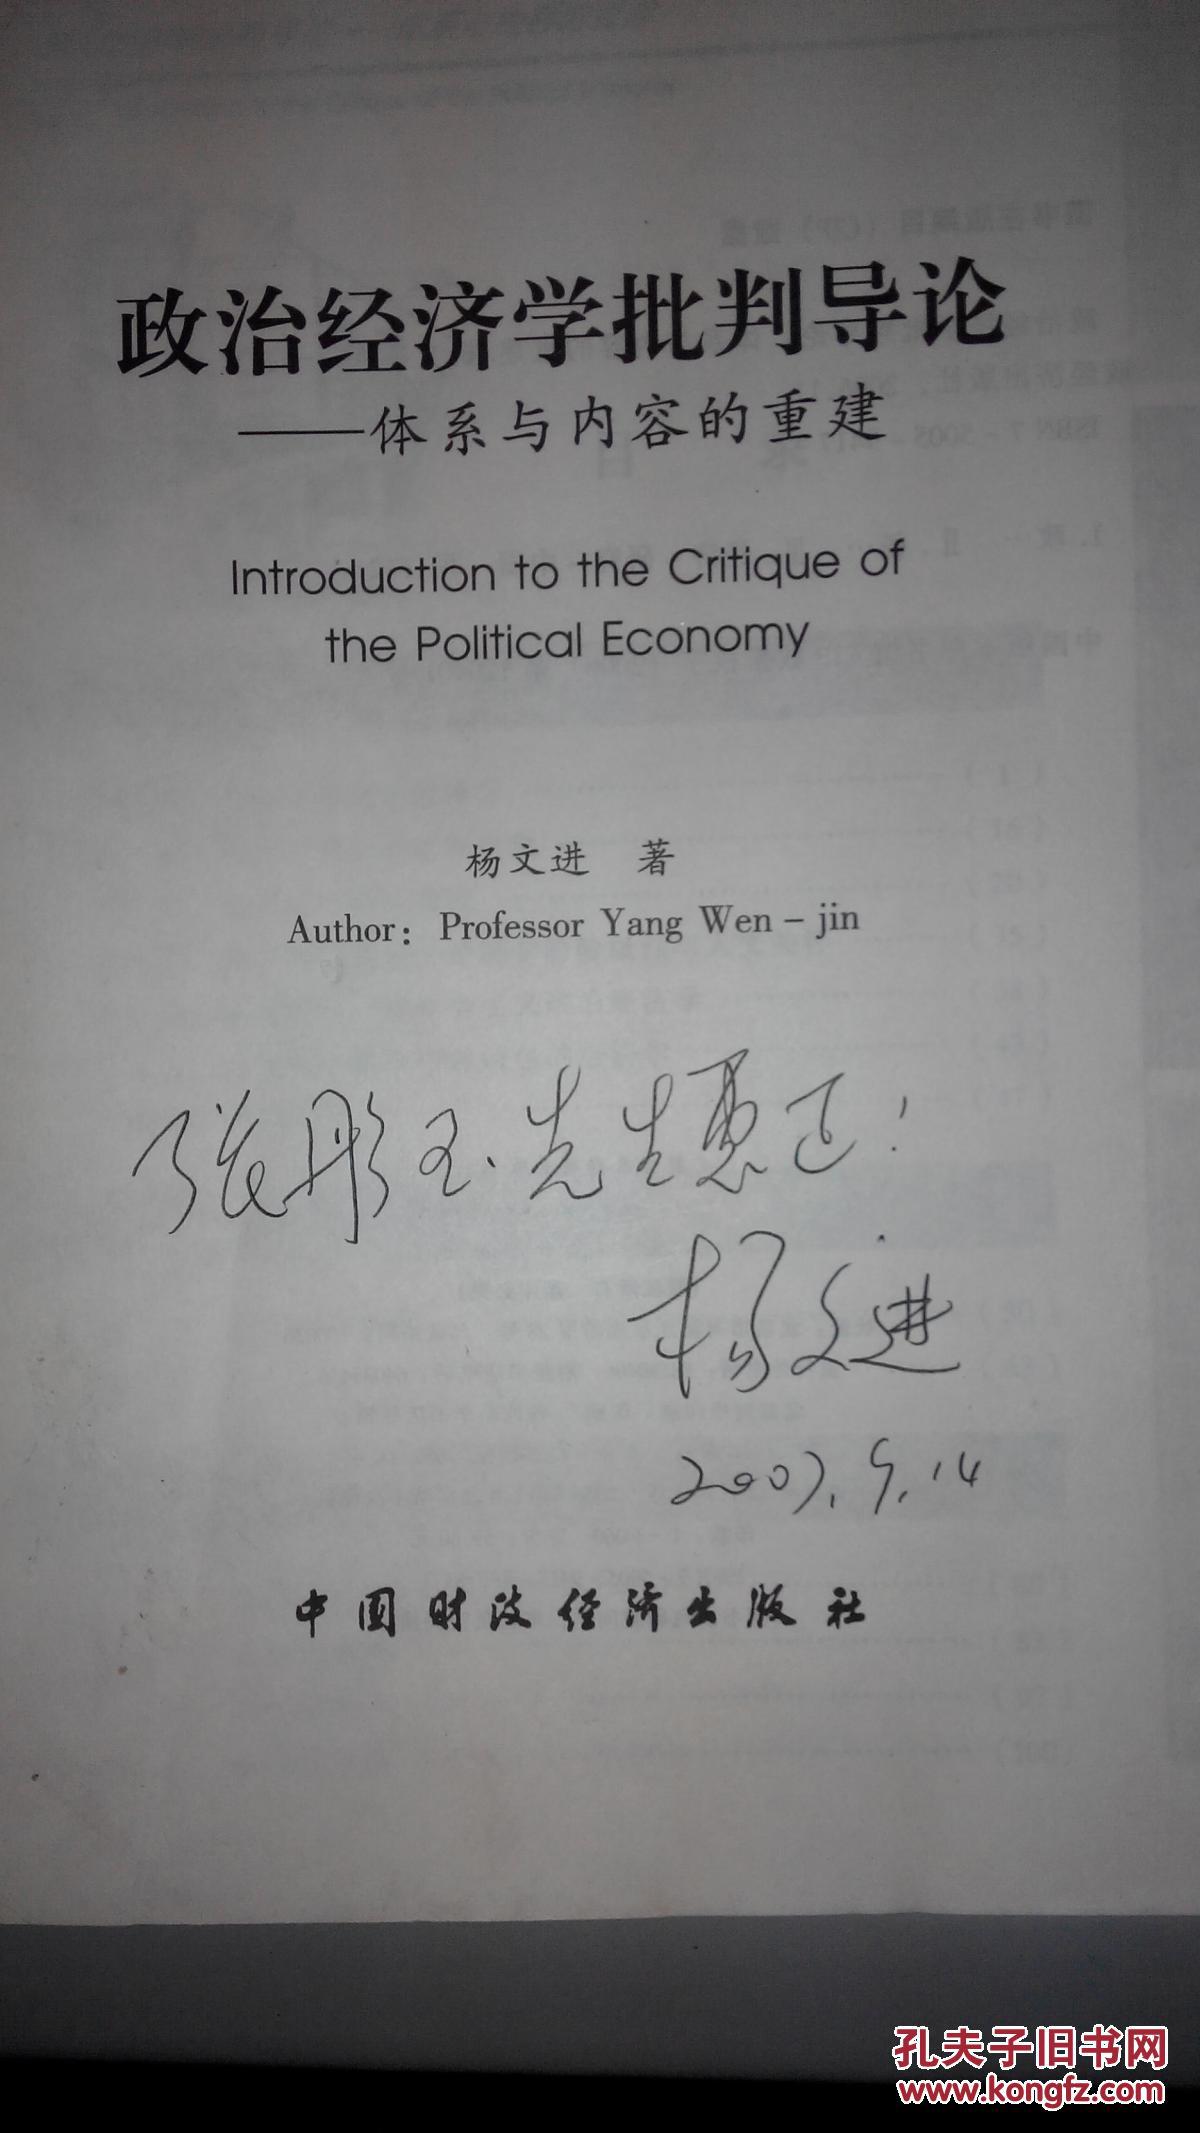 政治经济学批判导论
——体系与内容的重建
Introduction to the Critique of
the Political Economy
杨文进 著
Author: Professor Yang Wen-jin
张彤玉先生惠正!
杨文进
2007.9.14
中国财政经济出版社
孔夫子旧书网
www.kongfz.com